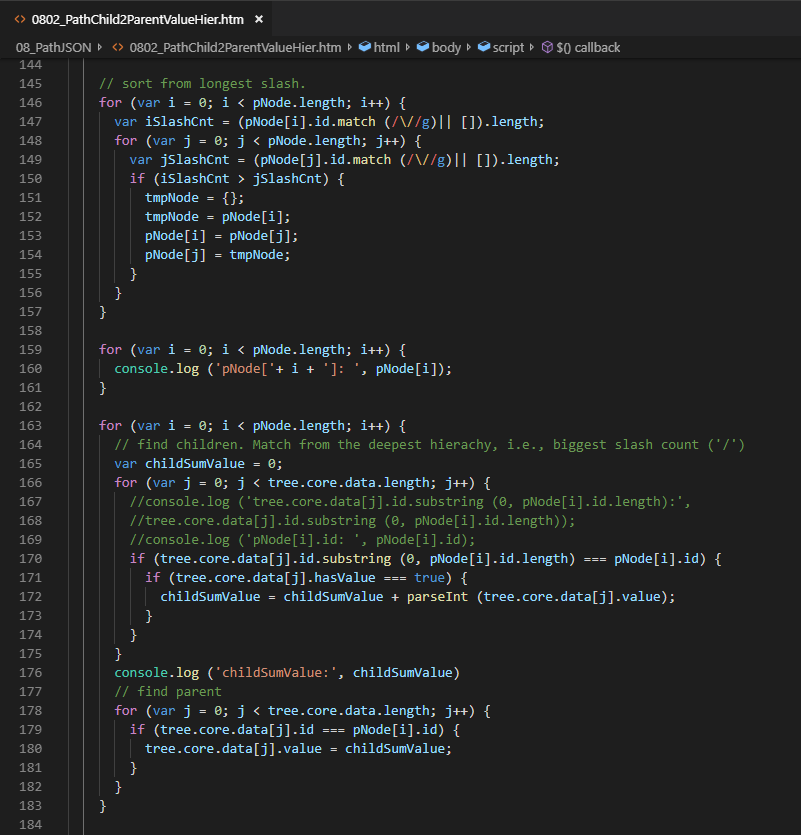 0802_PathChild2ParentValueHier.htm
08_PathJSON 0802_PathChild2ParentValueHier.htm html body script $() callback
144
145 // sort from longest slash.
146 for (var i = 0; i < pNode.length; i++) {
147 var iSlashCnt = (pNode[i].id.match (/\//g)|| []).length;
148 for (var j = 0; j < pNode.length; j++) {
149 var jSlashCnt = (pNode[j].id.match (/\//g)|| []).length;
150 if (iSlashCnt > jSlashCnt) {
151 tmpNode = {};
152 tmpNode = pNode[i];
153 pNode[i] = pNode[j];
154 pNode[j] = tmpNode;
155 }
156 }
157 }
158
159 for (var i = 0; i < pNode.length; i++) {
160 console.log ('pNode['+ i + ']: ', pNode[i]);
161 }
162
163 for (var i = 0; i < pNode.length; i++) {
164 // find children. Match from the deepest hierachy, i.e., biggest slash count ('/')
165 var childSumValue = 0;
166 for (var j = 0; j < tree.core.data.length; j++) {
167 //console.log ('tree.core.data[j].id.substring (0, pNode[i].id.length):',
168 //tree.core.data[j].id.substring (0, pNode[i].id.length));
169 //console.log ('pNode[i].id: ', pNode[i].id);
170 if (tree.core.data[j].id.substring (0, pNode[i].id.length) === pNode[i].id) {
171 if (tree.core.data[j].hasValue === true) {
172 childSumValue = childSumValue + parseInt (tree.core.data[j].value);
173 }
174 }
175 }
176 console.log ('childSumValue:', childSumValue)
177 // find parent
178 for (var j = 0; j < tree.core.data.length; j++) {
179 if (tree.core.data[j].id === pNode[i].id) {
180 tree.core.data[j].value = childSumValue;
181 }
182 }
183 }
184